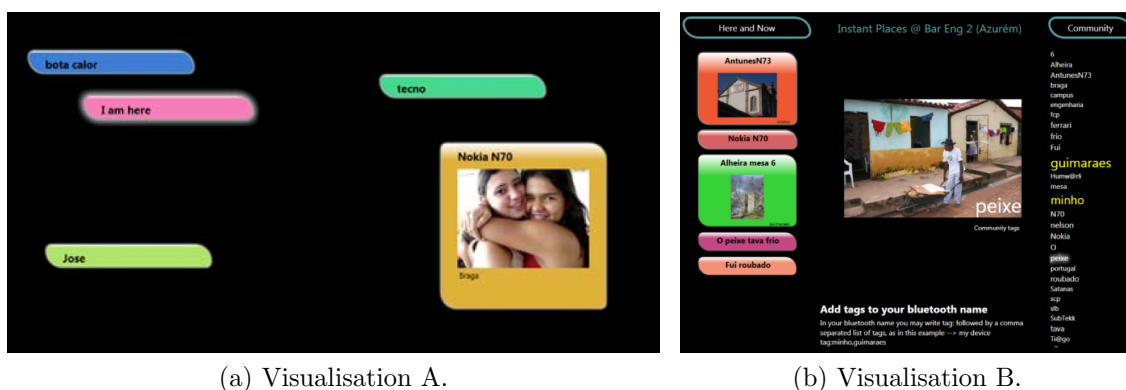 bota calor
I am here
tecno
Nokia N70
Braga
Jose
(a) Visualisation A.
Here and Now
Instant Places @ Bar Eng 2 (Azurém)
Community
AntunesN73
Nokia N70
Alheira mesa 6
O peixe tava frio
Fui roubado
peixe
Community tags
Add tags to your bluetooth name
In your bluetooth name you may write tag: followed by a comma
separated list of tags, as in this example --> my device
tag:minho,guimaraes
6
Alheira
AntunesN73
braga
campus
engenharia
fcp
ferrari
frio
Fui
guimaraes
Humw@rli
mesa
minho
N70
nelson
Nokia
O
peixe
portugal
roubado
Satanas
scp
slb
SubTekk
tava
Ti@go
(b) Visualisation B.